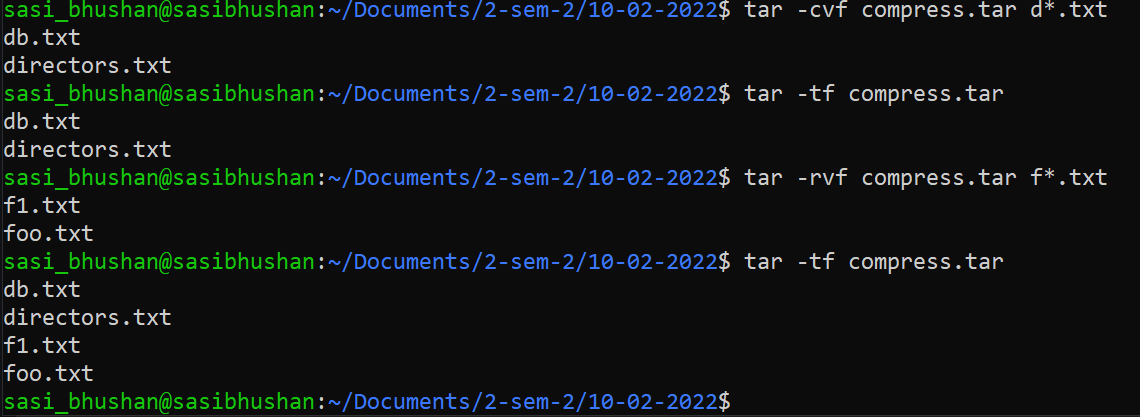 sasi_bhushan@sasibhushan:~/Documents/2-sem-2/10-02-2022$ tar -cvf compress.tar d*.txt
db.txt
directors.txt
sasi_bhushan@sasibhushan:~/Documents/2-sem-2/10-02-2022$ tar -tf compress.tar
db.txt
directors.txt
sasi_bhushan@sasibhushan:~/Documents/2-sem-2/10-02-2022$ tar -rvf compress.tar f*.txt
f1.txt
foo.txt
sasi_bhushan@sasibhushan:~/Documents/2-sem-2/10-02-2022$ tar -tf compress.tar
db.txt
directors.txt
f1.txt
foo.txt
sasi_bhushan@sasibhushan:~/Documents/2-sem-2/10-02-2022$